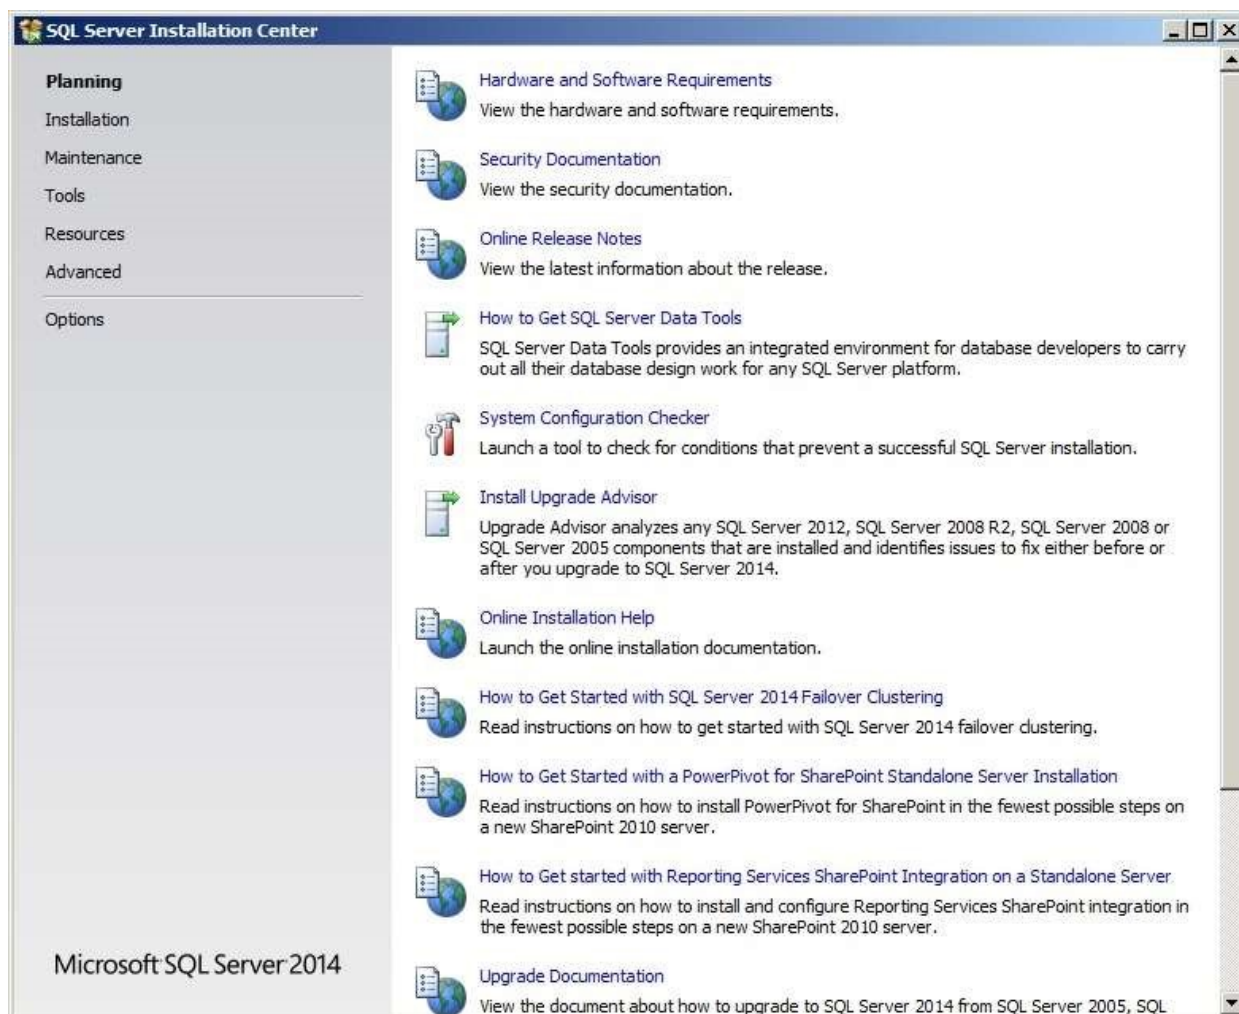 SQL Server Installation Center
Planning
Installation
Maintenance
Tools
Resources
Advanced
Options
Microsoft SQL Server 2014
Hardware and Software Requirements
View the hardware and software requirements.
Security Documentation
View the security documentation.
Online Release Notes
View the latest information about the release.
How to Get SQL Server Data Tools
SQL Server Data Tools provides an integrated environment for database developers to carry
out all their database design work for any SQL Server platform.
System Configuration Checker
Launch a tool to check for conditions that prevent a successful SQL Server installation.
Install Upgrade Advisor
Upgrade Advisor analyzes any SQL Server 2012, SQL Server 2008 R2, SQL Server 2008 or
SQL Server 2005 components that are installed and identifies issues to fix either before or
after you upgrade to SQL Server 2014.
Online Installation Help
Launch the online installation documentation.
How to Get Started with SQL Server 2014 Failover Clustering
Read instructions on how to get started with SQL Server 2014 failover clustering.
How to Get Started with a PowerPivot for SharePoint Standalone Server Installation
Read instructions on how to install PowerPivot for SharePoint in the fewest possible steps on
a new SharePoint 2010 server.
How to Get started with Reporting Services SharePoint Integration on a Standalone Server
Read instructions on how to install and configure Reporting Services SharePoint integration in
the fewest possible steps on a new SharePoint 2010 server.
Upgrade Documentation
View the document about how to upgrade to SQL Server 2014 from SQL Server 2005, SQL